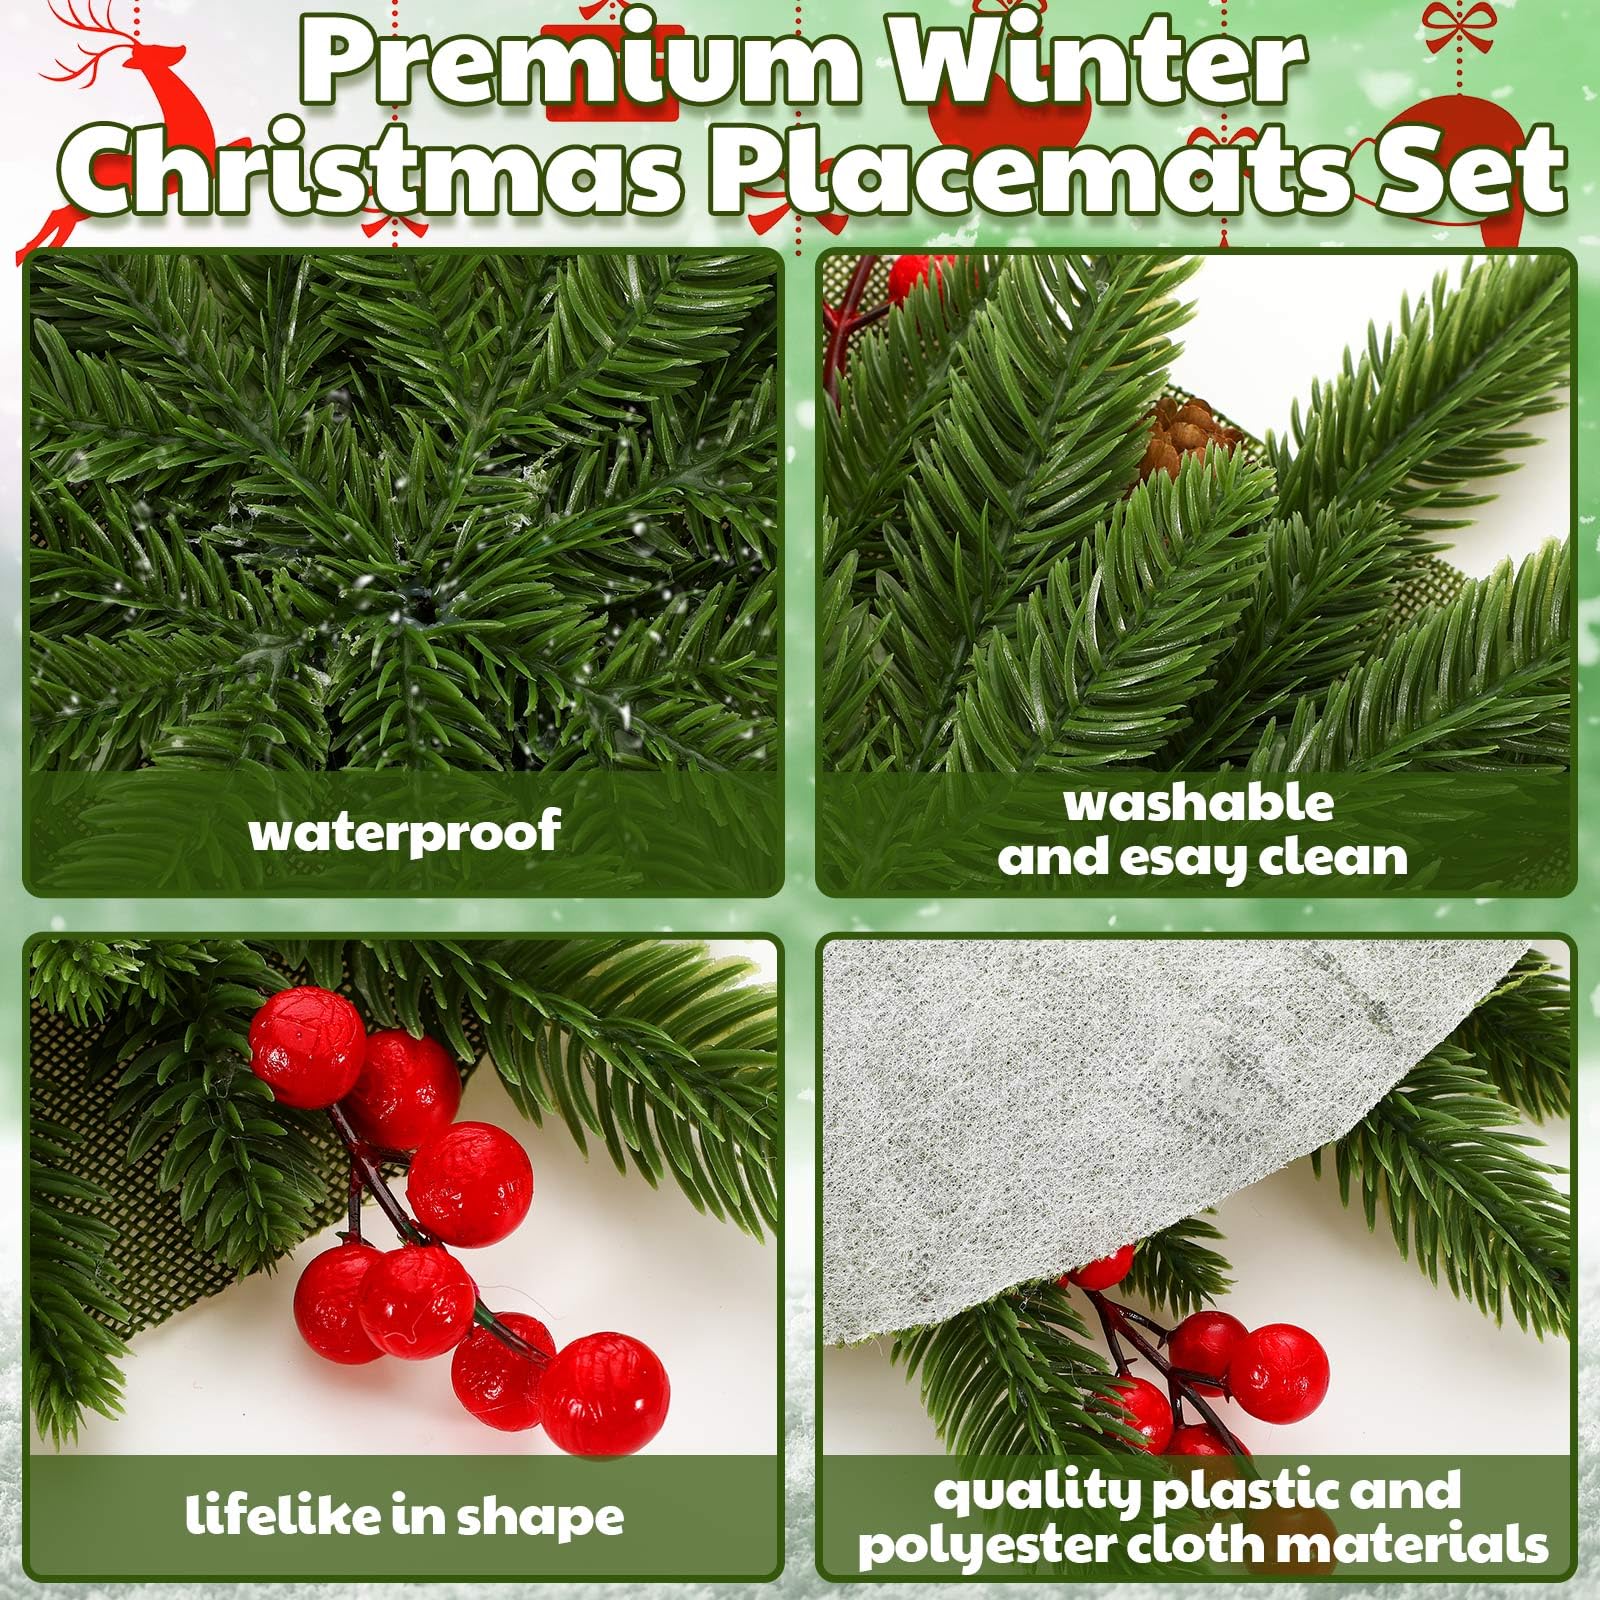 Premium Winter
Christmas Placemats Set
waterproof
washable
and esay clean
lifelike in shape
quality plastic and
polyester cloth materials